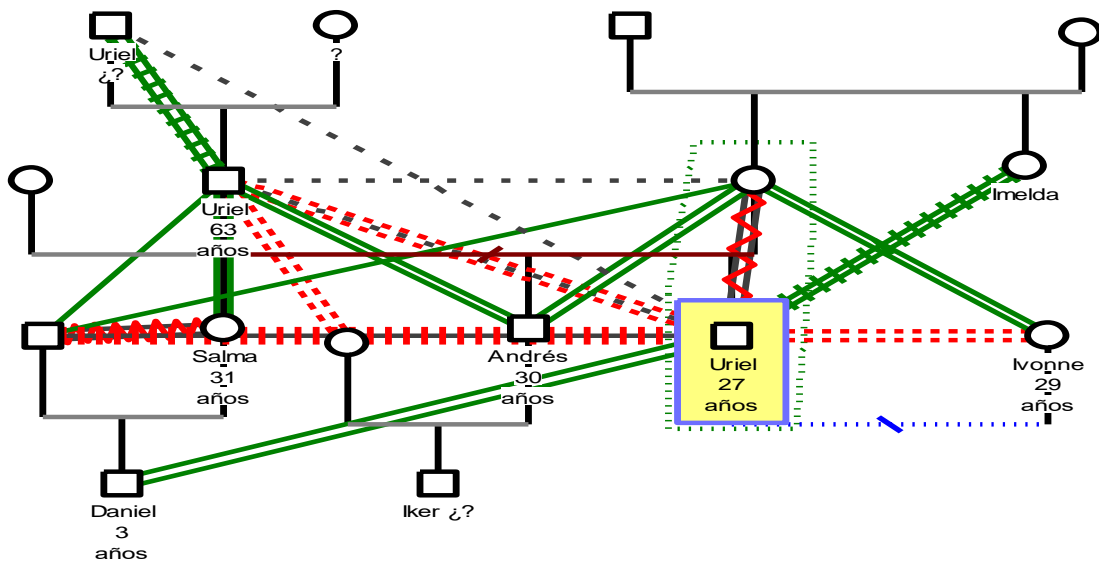 Uriel
¿?
?
Imelda
Uriel
63
años
Salma
31
años
Andrés
30
años
Uriel
27
años
Ivonne
29
años
Daniel
3
años
Iker ¿?